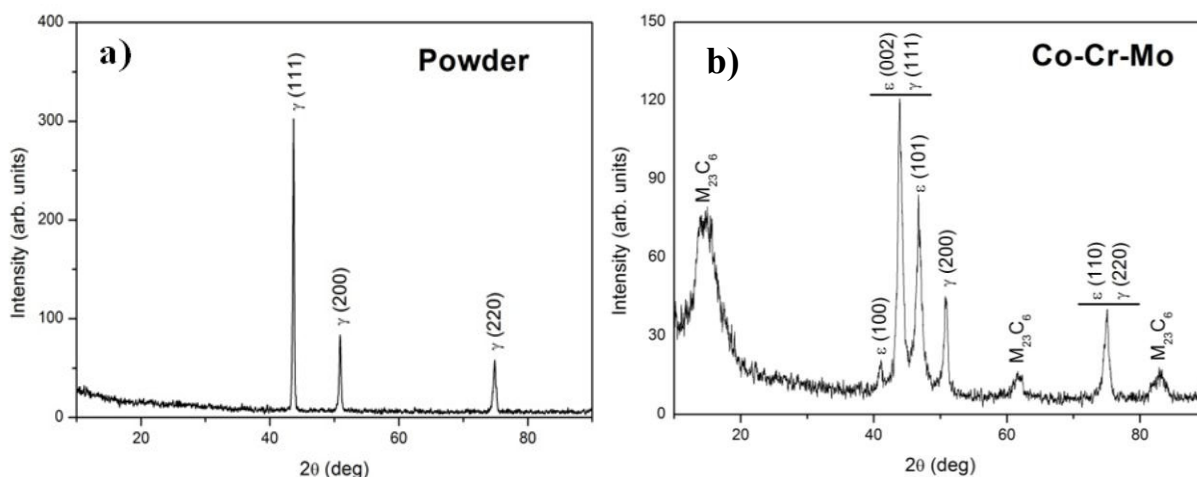 a)
Powder
Intensity (arb. units)
400
300
200
100
0
γ (111)
γ (200)
γ (220)
20
40
60
80
2θ (deg)
b)
Co-Cr-Mo
Intensity (arb. units)
150
120
90
60
30
0
M₂₃C₆
ε (100)
ε (002)
γ (111)
ε (101)
γ (200)
M₂₃C₆
ε (110)
γ (220)
M₂₃C₆
20
40
60
80
2θ (deg)